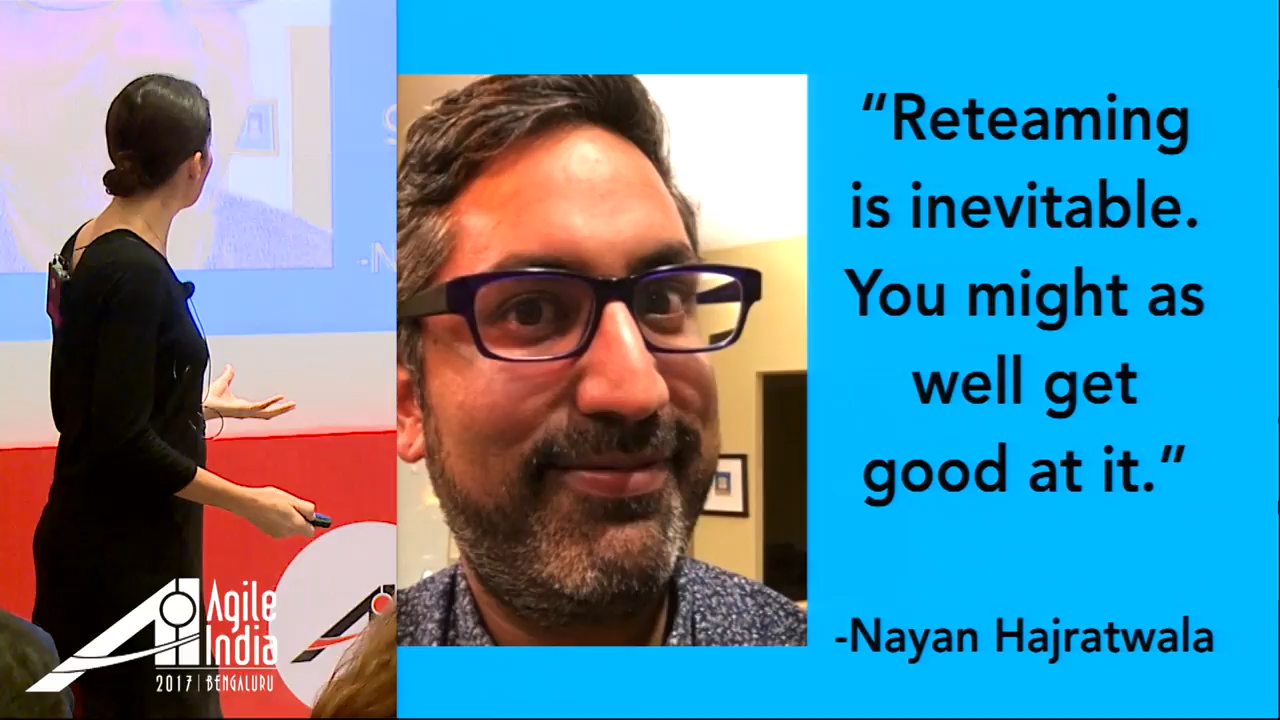 “Reteaming
is inevitable.
You might as
well get
good at it.”
-Nayan Hajratwala
Agile
India
2017 | BENGALURU